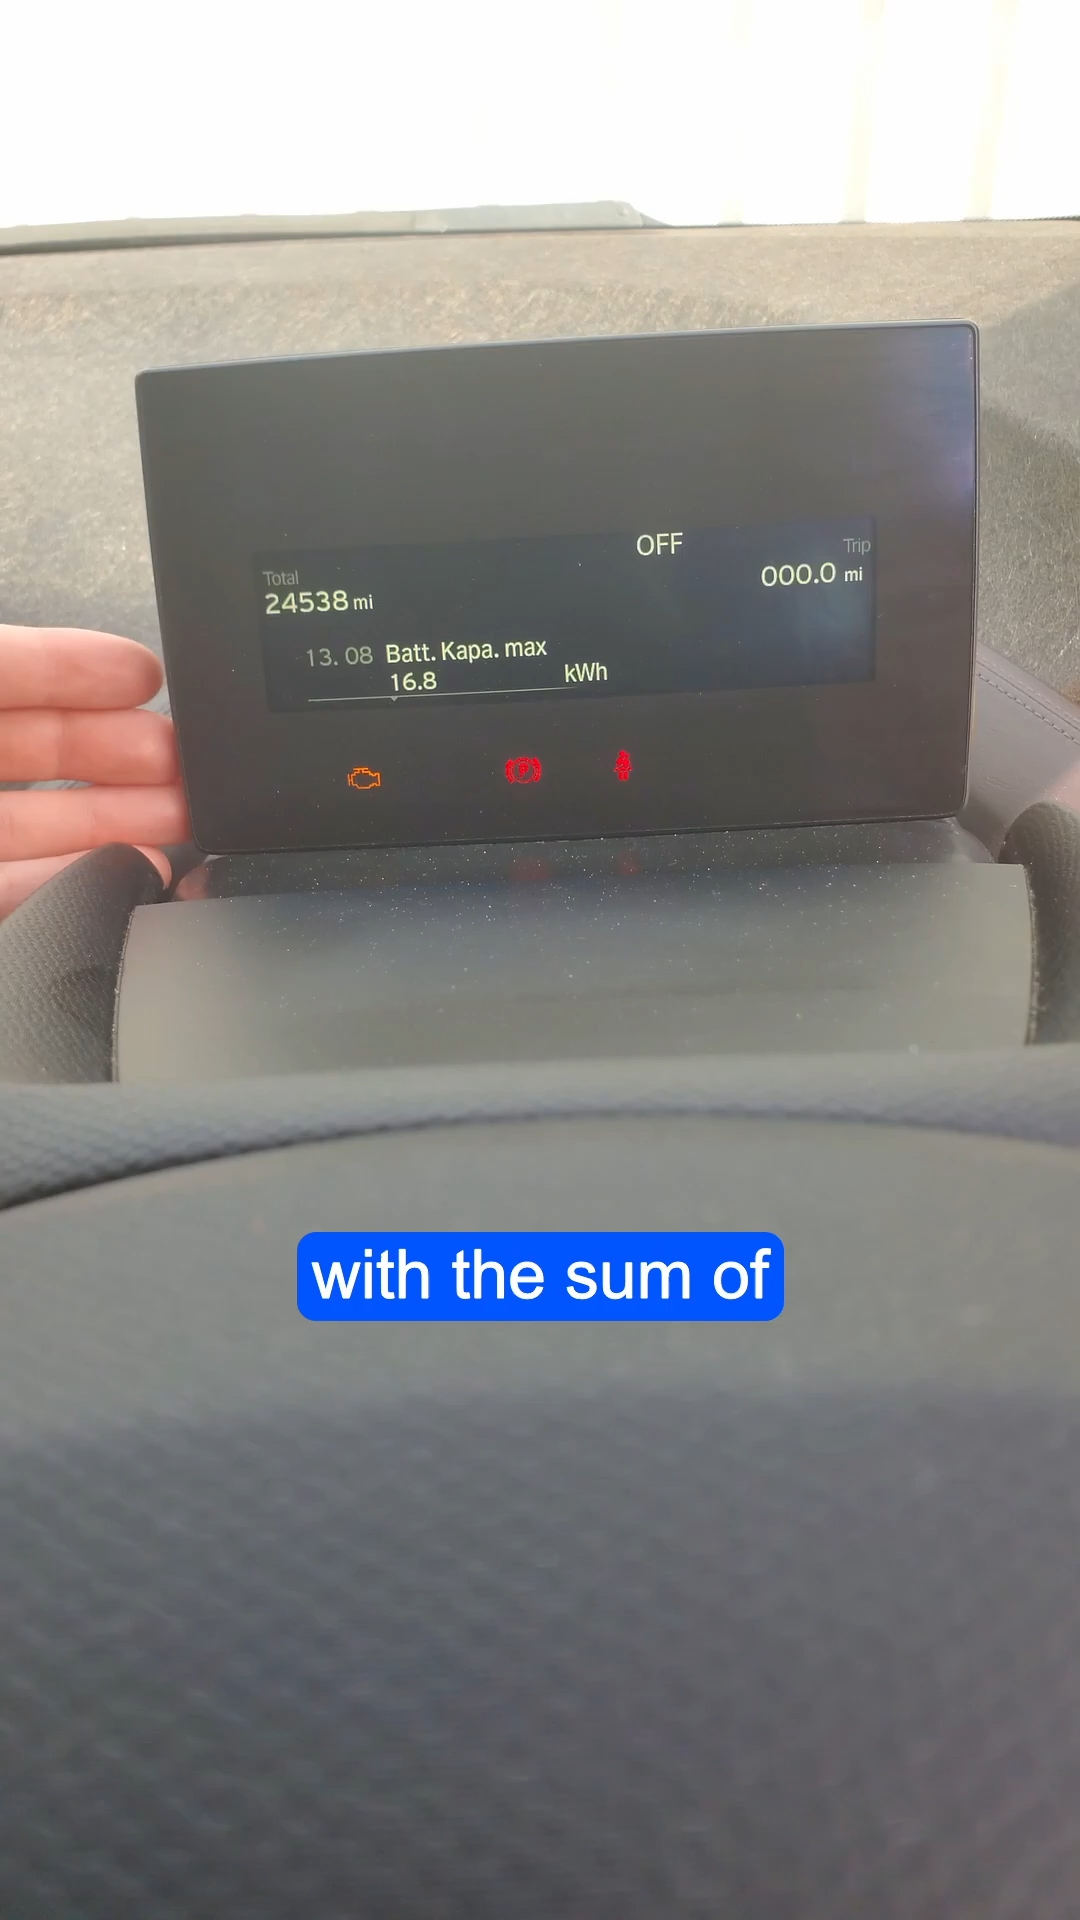 OFF
Trip
000.0 mi
Total
24538 mi
13. 08 Batt. Kapa. max
16.8 kWh
with the sum of